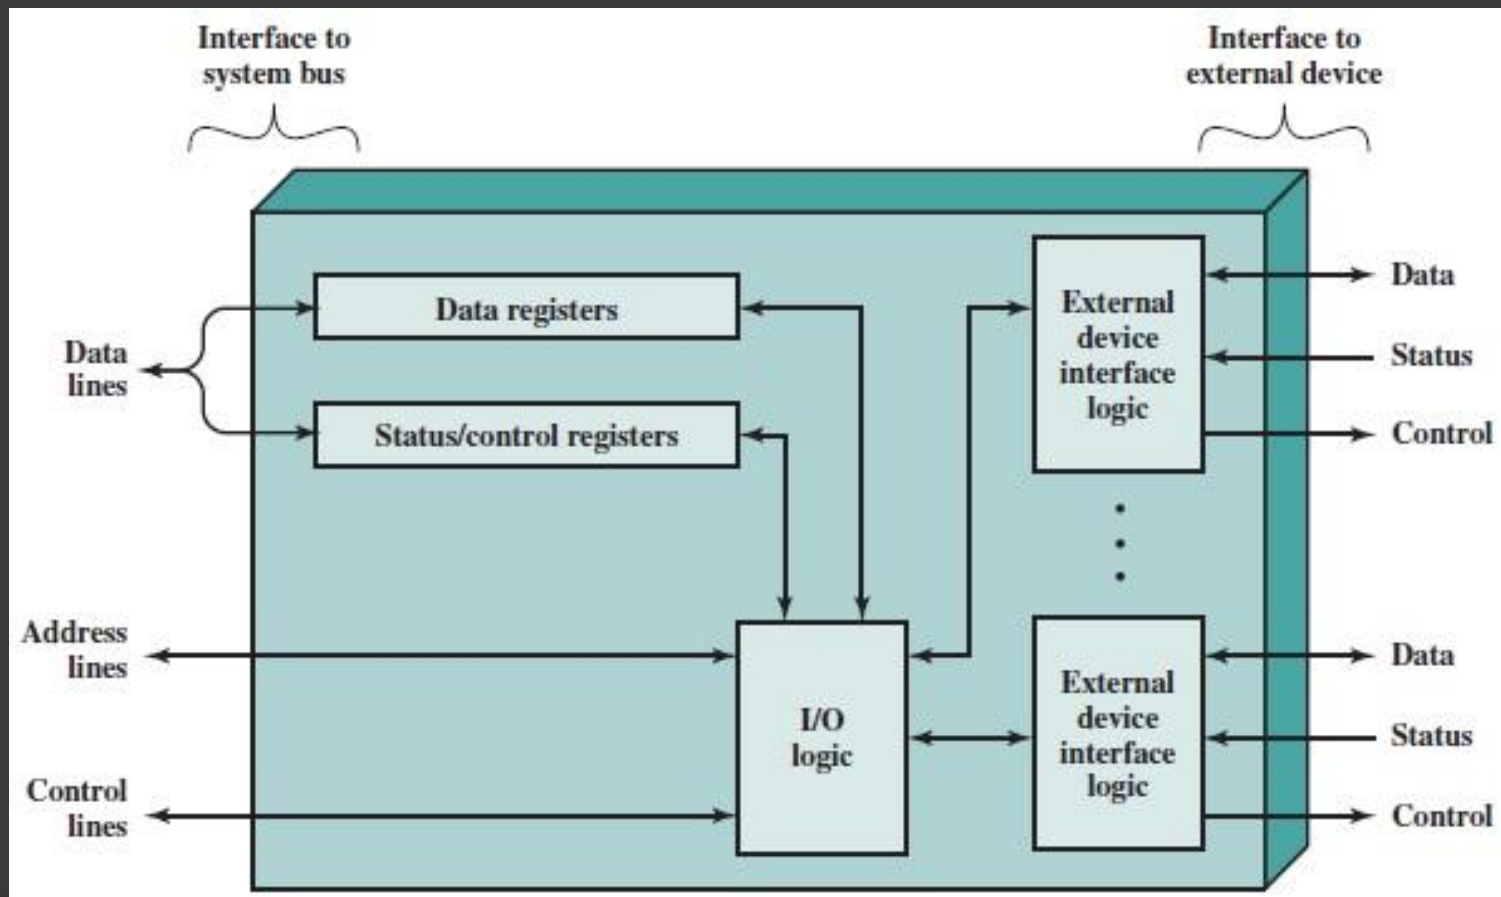 Interface to
system bus
Interface to
external device
Data registers
Data
lines
Status/control registers
External
device
interface
logic
Data
Status
Control
Address
lines
I/O
logic
Control
lines
External
device
interface
logic
Data
Status
Control